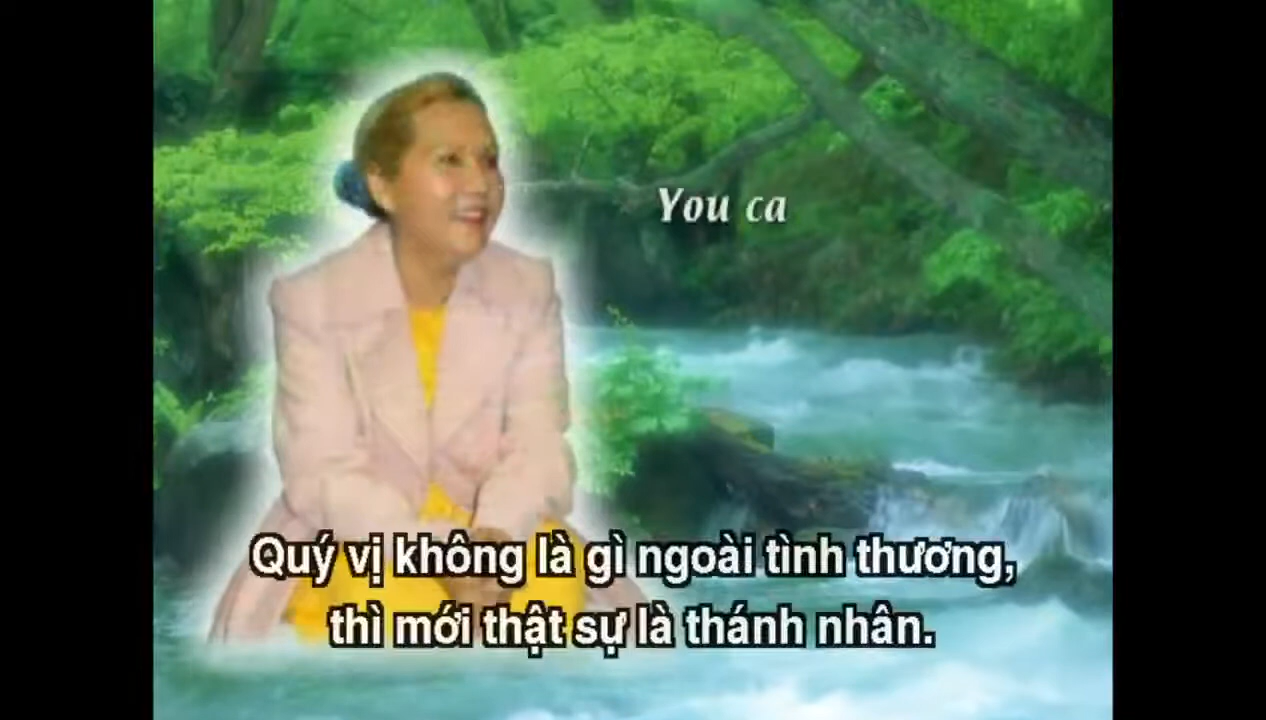 You ca
Quý vị không là gì ngoài tình thương,
thì mới thật sự là thánh nhân.